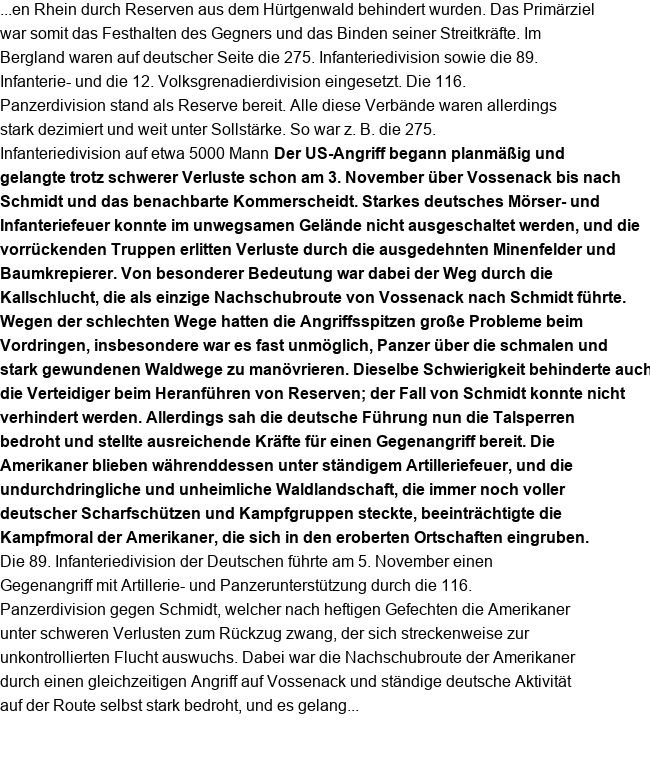 ...en Rhein durch Reserven aus dem Hürtgenwald behindert wurden. Das Primärziel
war somit das Festhalten des Gegners und das Binden seiner Streitkräfte. Im
Bergland waren auf deutscher Seite die 275. Infanteriedivision sowie die 89.
Infanterie- und die 12. Volksgrenadierdivision eingesetzt. Die 116.
Panzerdivision stand als Reserve bereit. Alle diese Verbände waren allerdings
stark dezimiert und weit unter Sollstärke. So war z. B. die 275.
Infanteriedivision auf etwa 5000 Mann Der US-Angriff begann planmäßig und
gelangte trotz schwerer Verluste schon am 3. November über Vossenack bis nach
Schmidt und das benachbarte Kommerscheidt. Starkes deutsches Mörser- und
Infanteriefeuer konnte im unwegsamen Gelände nicht ausgeschaltet werden, und die
vorrückenden Truppen erlitten Verluste durch die ausgedehnten Minenfelder und
Baumkrepierer. Von besonderer Bedeutung war dabei der Weg durch die
Kallschlucht, die als einzige Nachschubroute von Vossenack nach Schmidt führte.
Wegen der schlechten Wege hatten die Angriffsspitzen große Probleme beim
Vordringen, insbesondere war es fast unmöglich, Panzer über die schmalen und
stark gewundenen Waldwege zu manövrieren. Dieselbe Schwierigkeit behinderte auch
die Verteidiger beim Heranführen von Reserven; der Fall von Schmidt konnte nicht
verhindert werden. Allerdings sah die deutsche Führung nun die Talsperren
bedroht und stellte ausreichende Kräfte für einen Gegenangriff bereit. Die
Amerikaner blieben währenddessen unter ständigem Artilleriefeuer, und die
undurchdringliche und unheimliche Waldlandschaft, die immer noch voller
deutscher Scharfschützen und Kampfgruppen steckte, beeinträchtigte die
Kampfmoral der Amerikaner, die sich in den eroberten Ortschaften eingruben.
Die 89. Infanteriedivision der Deutschen führte am 5. November einen
Gegenangriff mit Artillerie- und Panzerunterstützung durch die 116.
Panzerdivision gegen Schmidt, welcher nach heftigen Gefechten die Amerikaner
unter schweren Verlusten zum Rückzug zwang, der sich streckenweise zur
unkontrollierten Flucht auswuchs. Dabei war die Nachschubroute der Amerikaner
durch einen gleichzeitigen Angriff auf Vossenack und ständige deutsche Aktivität
auf der Route selbst stark bedroht, und es gelang...